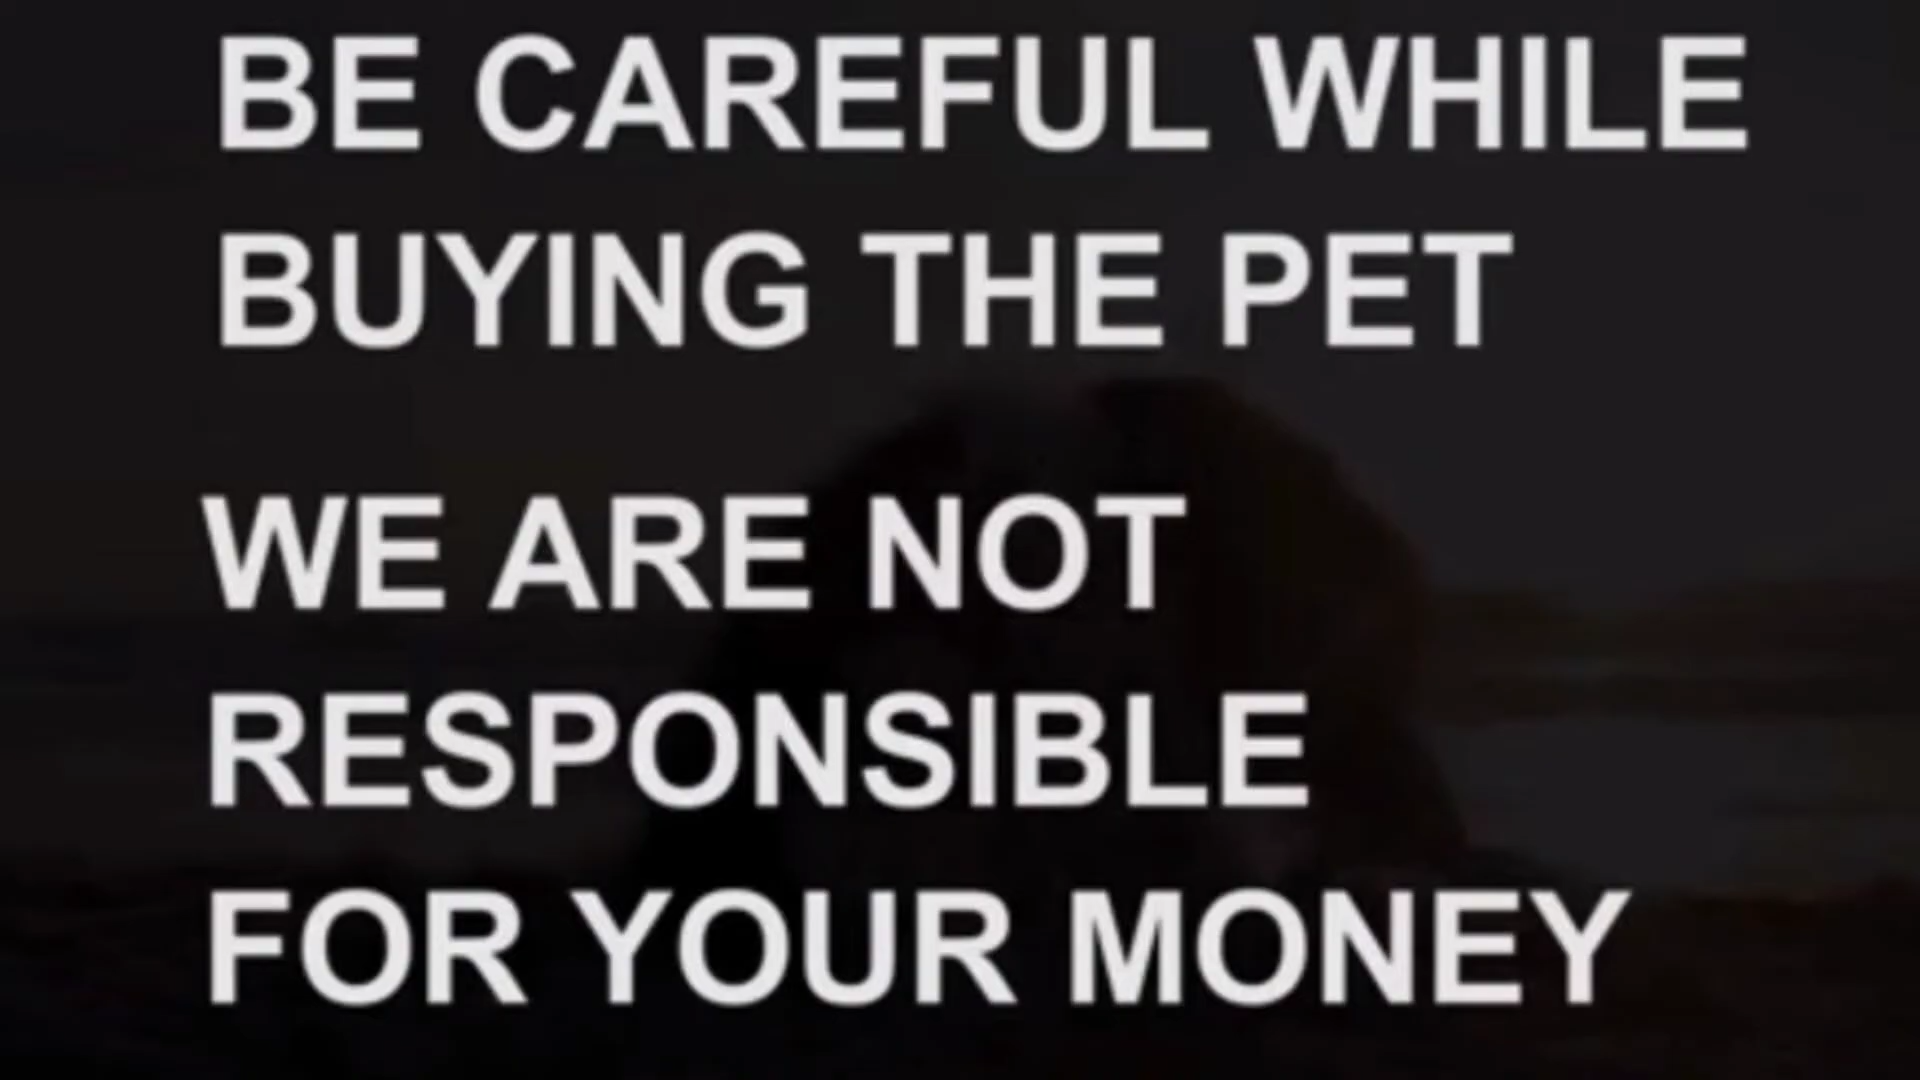 BE CAREFUL WHILE
BUYING THE PET
WE ARE NOT
RESPONSIBLE
FOR YOUR MONEY